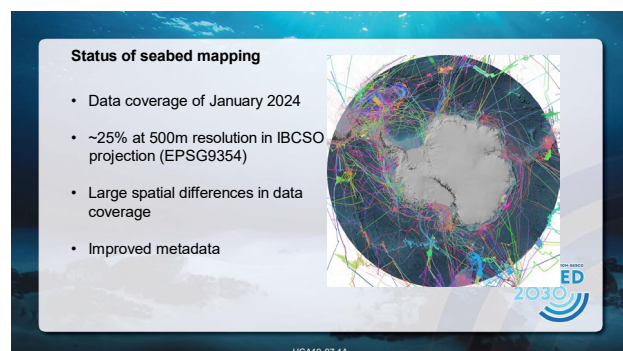 Status of seabed mapping
• Data coverage of January 2024
• ~25% at 500m resolution in IBCSO
projection (EPSG9354)
• Large spatial differences in data
coverage
• Improved metadata
ED
2030